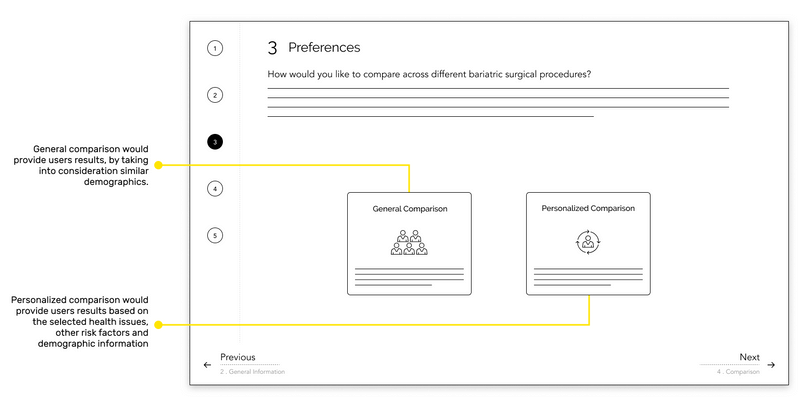 1
2
3
4
5
3 Preferences
How would you like to compare across different bariatric surgical procedures?
General comparison would
provide users results, by taking
into consideration similar
demographics.
General Comparison
Personalized Comparison
Personalized comparison would
provide users results based on
the selected health issues,
other risk factors and
demographic information
Previous
2 . General Information
Next
4 . Comparison